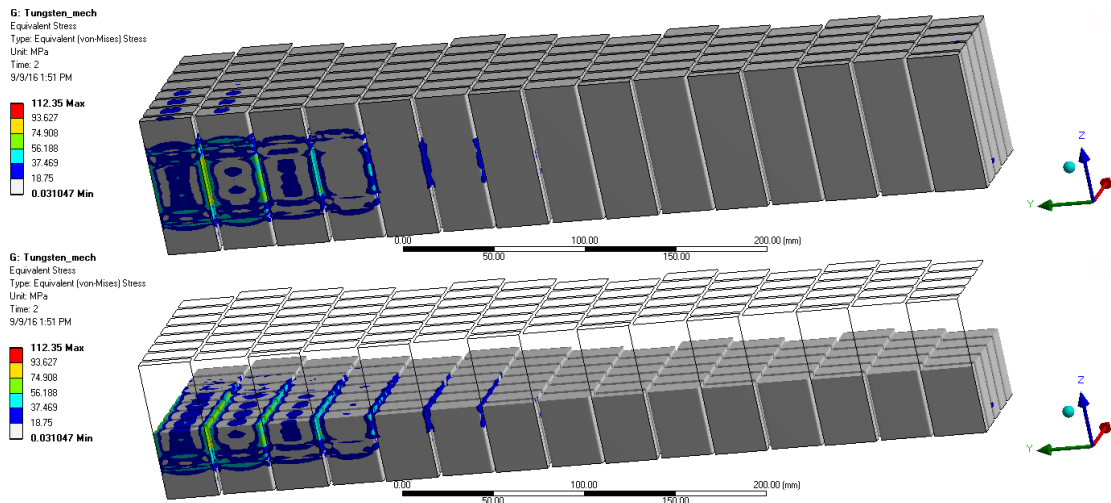 G: Tungsten_mech
Equivalent Stress
Type: Equivalent (von-Mises) Stress
Unit: MPa
Time: 2
9/9/16 1:51 PM
112.35 Max
93.627
74.908
56.188
37.469
18.75
0.031047 Min
Z
Y
0.00
100.00
200.00 (mm)
50.00
150.00
G: Tungsten_mech
Equivalent Stress
Type: Equivalent (von-Mises) Stress
Unit: MPa
Time: 2
9/9/16 1:51 PM
112.35 Max
93.627
74.908
56.188
37.469
18.75
0.031047 Min
Z
Y
0.00
100.00
200.00 (mm)
50.00
150.00